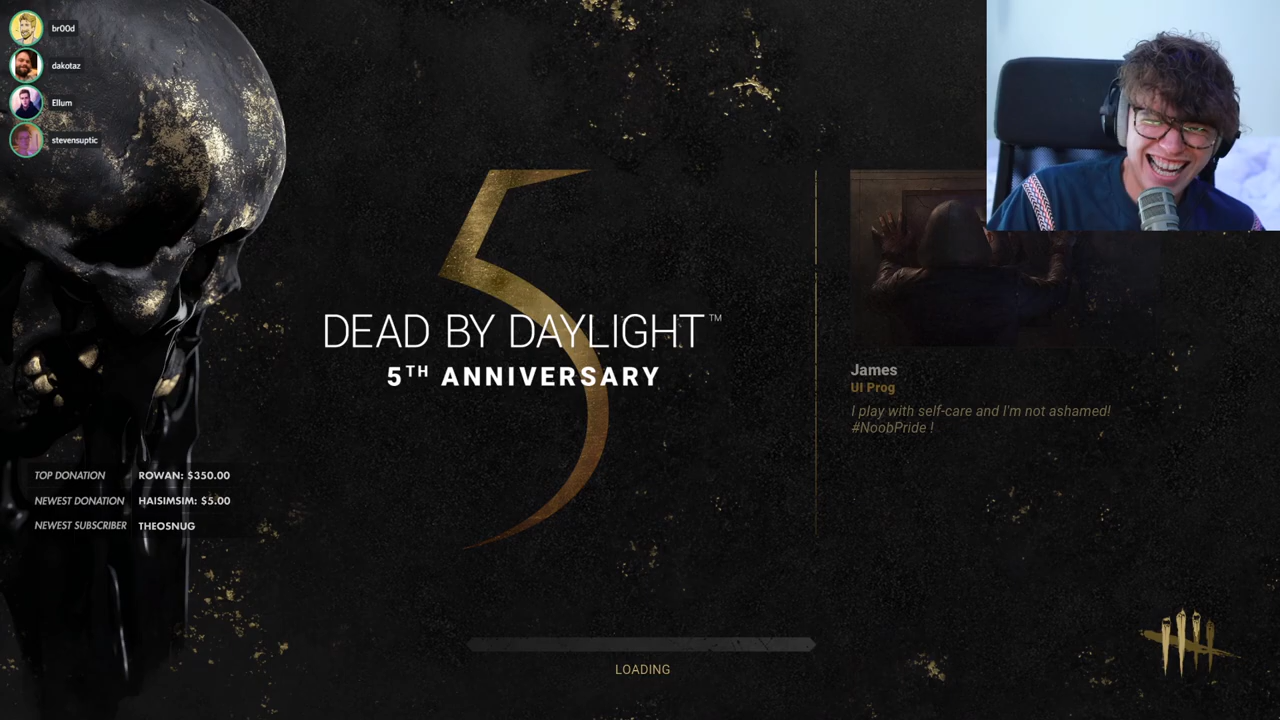 br00d
dakotaz
Ellum
stevensuptic
DEAD BY DAYLIGHT™
5TH ANNIVERSARY
James
UI Prog
I play with self-care and I'm not ashamed!
#NoobPride !
TOP DONATION ROWAN: $350.00
NEWEST DONATION HAISIMSIM: $5.00
NEWEST SUBSCRIBER THEOSNUG
LOADING